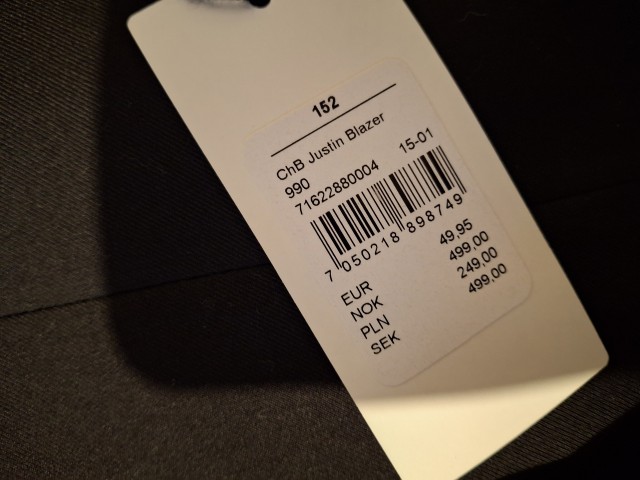 152
ChB Justin Blazer
990
71622880004 15-01
7 050218 898749
EUR 49,95
NOK 499,00
PLN 249,00
SEK 499,00